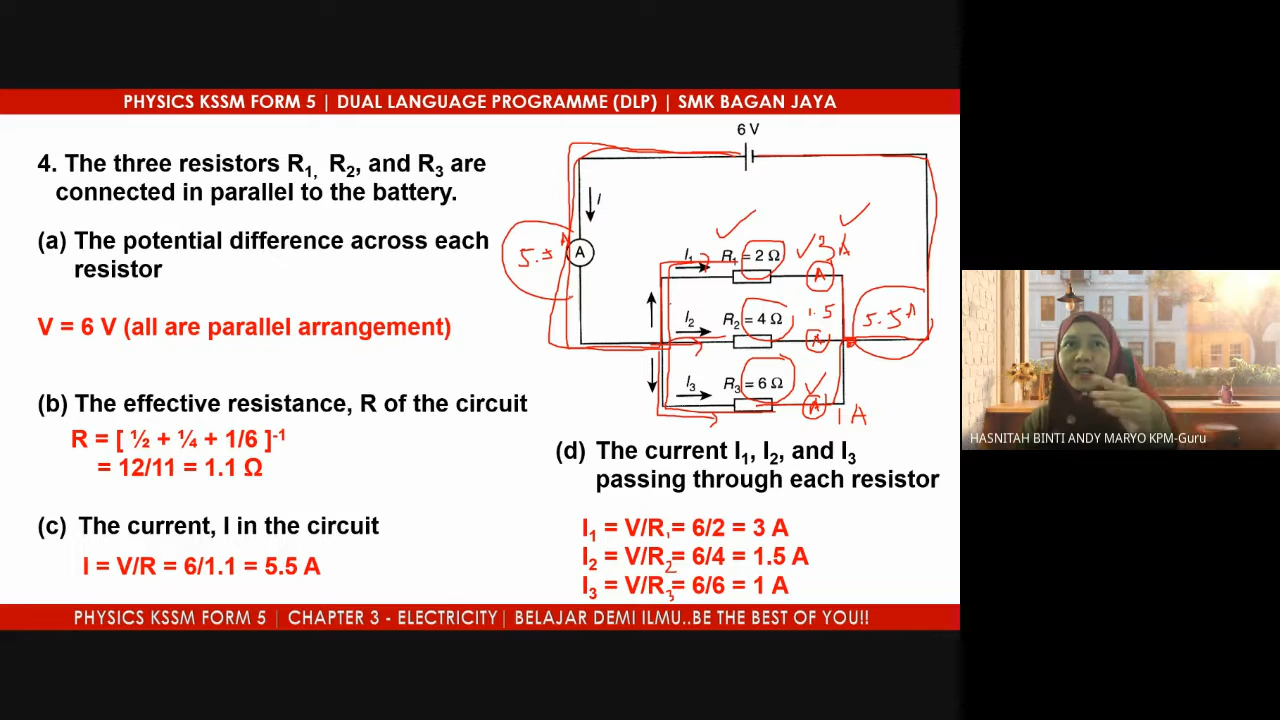 PHYSICS KSSM FORM 5 | DUAL LANGUAGE PROGRAMME (DLP) | SMK BAGAN JAYA
4. The three resistors R1, R2, and R3 are
connected in parallel to the battery.
(a) The potential difference across each
resistor
V = 6 V (all are parallel arrangement)
(b) The effective resistance, R of the circuit
R = [ ½ + ¼ + 1/6 ]-1
= 12/11 = 1.1 Ω
(c) The current, I in the circuit
I = V/R = 6/1.1 = 5.5 A
6 V
I
A
5.5 A
I1 R1 = 2 Ω
3 A
A
I2 R2 = 4 Ω
1.5
A
5.5 A
I3 R3 = 6 Ω
A
1 A
(d) The current I1, I2, and I3
passing through each resistor
I1 = V/R1 = 6/2 = 3 A
I2 = V/R2 = 6/4 = 1.5 A
I3 = V/R3 = 6/6 = 1 A
PHYSICS KSSM FORM 5 | CHAPTER 3 - ELECTRICITY| BELAJAR DEMI ILMU..BE THE BEST OF YOU!!
HASNITAH BINTI ANDY MARYO KPM-Guru